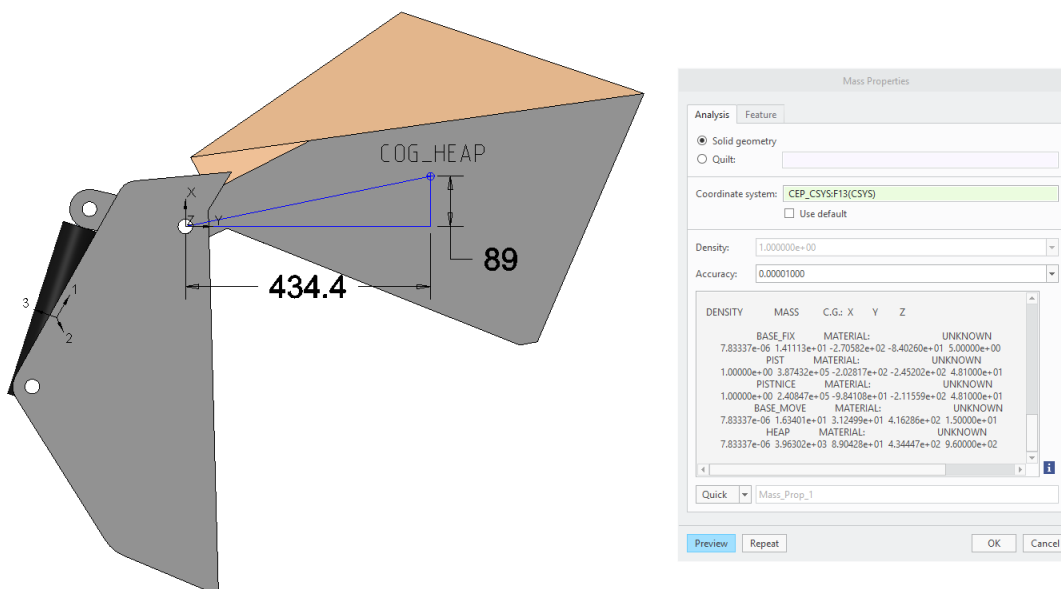 COG_HEAP
X
Z
Y
89
434.4
1
3
2
Mass Properties
Analysis Feature
Solid geometry
Quilt:
Coordinate system: CEP_CSYS:F13(CSYS)
Use default
Density: 1.000000e+00
Accuracy: 0.00001000
DENSITY MASS C.G.: X Y Z
BASE_FIX MATERIAL: UNKNOWN
7.83337e-06 1.41113e+01 -2.70582e+02 -8.40260e+01 5.00000e+00
PIST MATERIAL: UNKNOWN
1.00000e+00 3.87432e+05 -2.02817e+02 -2.45202e+02 4.81000e+01
PISTNICE MATERIAL: UNKNOWN
1.00000e+00 2.40847e+05 -9.84108e+01 -2.11559e+02 4.81000e+01
BASE_MOVE MATERIAL: UNKNOWN
7.83337e-06 1.63401e+01 3.12499e+01 4.16286e+02 1.50000e+01
HEAP MATERIAL: UNKNOWN
7.83337e-06 3.96302e+03 8.90428e+01 4.34447e+02 9.60000e+02
i
Quick Mass_Prop_1
Preview Repeat OK Cancel